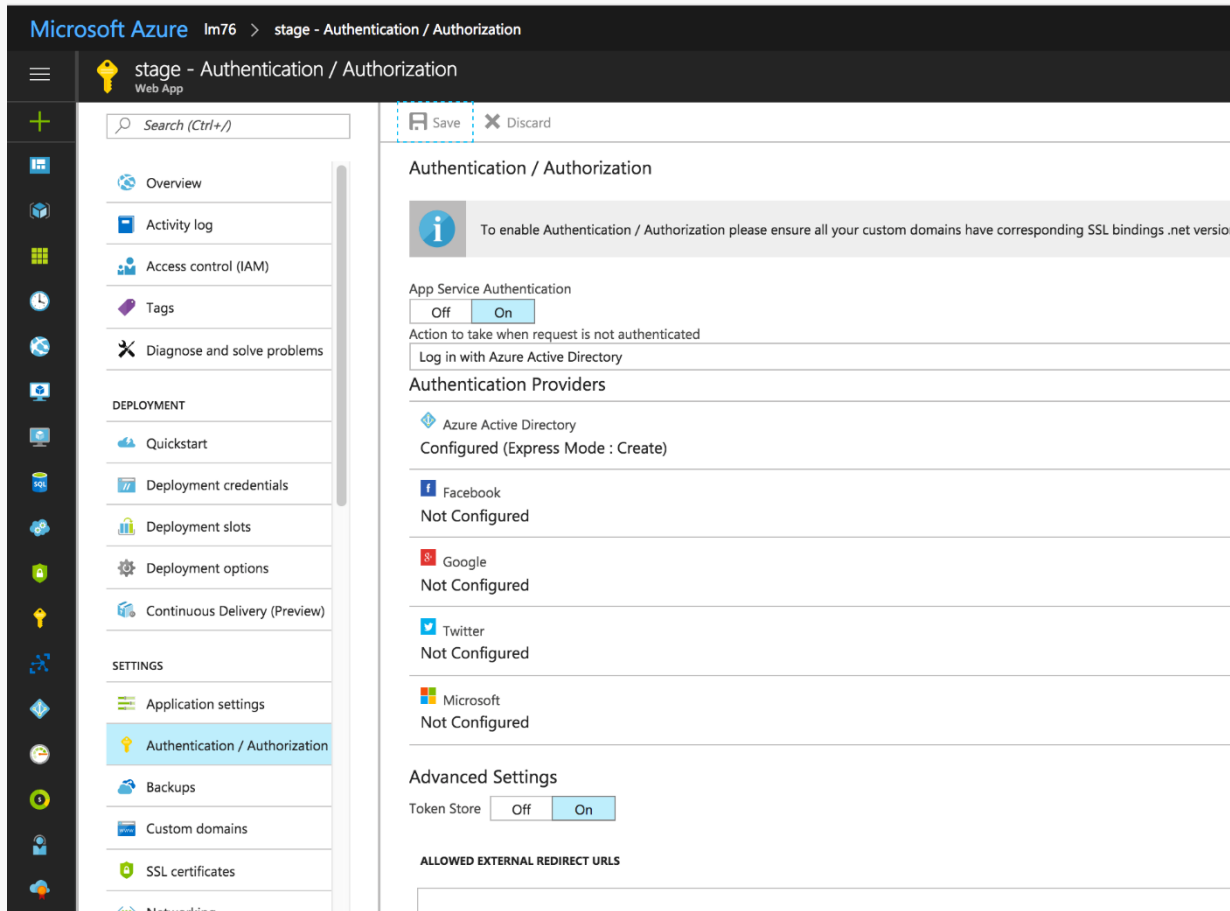 Microsoft Azure lm76 > stage - Authentication / Authorization
stage - Authentication / Authorization
Web App
Search (Ctrl+/)
Overview
Activity log
Access control (IAM)
Tags
Diagnose and solve problems
DEPLOYMENT
Quickstart
Deployment credentials
Deployment slots
Deployment options
Continuous Delivery (Preview)
SETTINGS
Application settings
Authentication / Authorization
Backups
Custom domains
SSL certificates
Networking
Save Discard
Authentication / Authorization
To enable Authentication / Authorization please ensure all your custom domains have corresponding SSL bindings .net version
App Service Authentication
Off On
Action to take when request is not authenticated
Log in with Azure Active Directory
Authentication Providers
Azure Active Directory
Configured (Express Mode : Create)
Facebook
Not Configured
Google
Not Configured
Twitter
Not Configured
Microsoft
Not Configured
Advanced Settings
Token Store Off On
ALLOWED EXTERNAL REDIRECT URLS